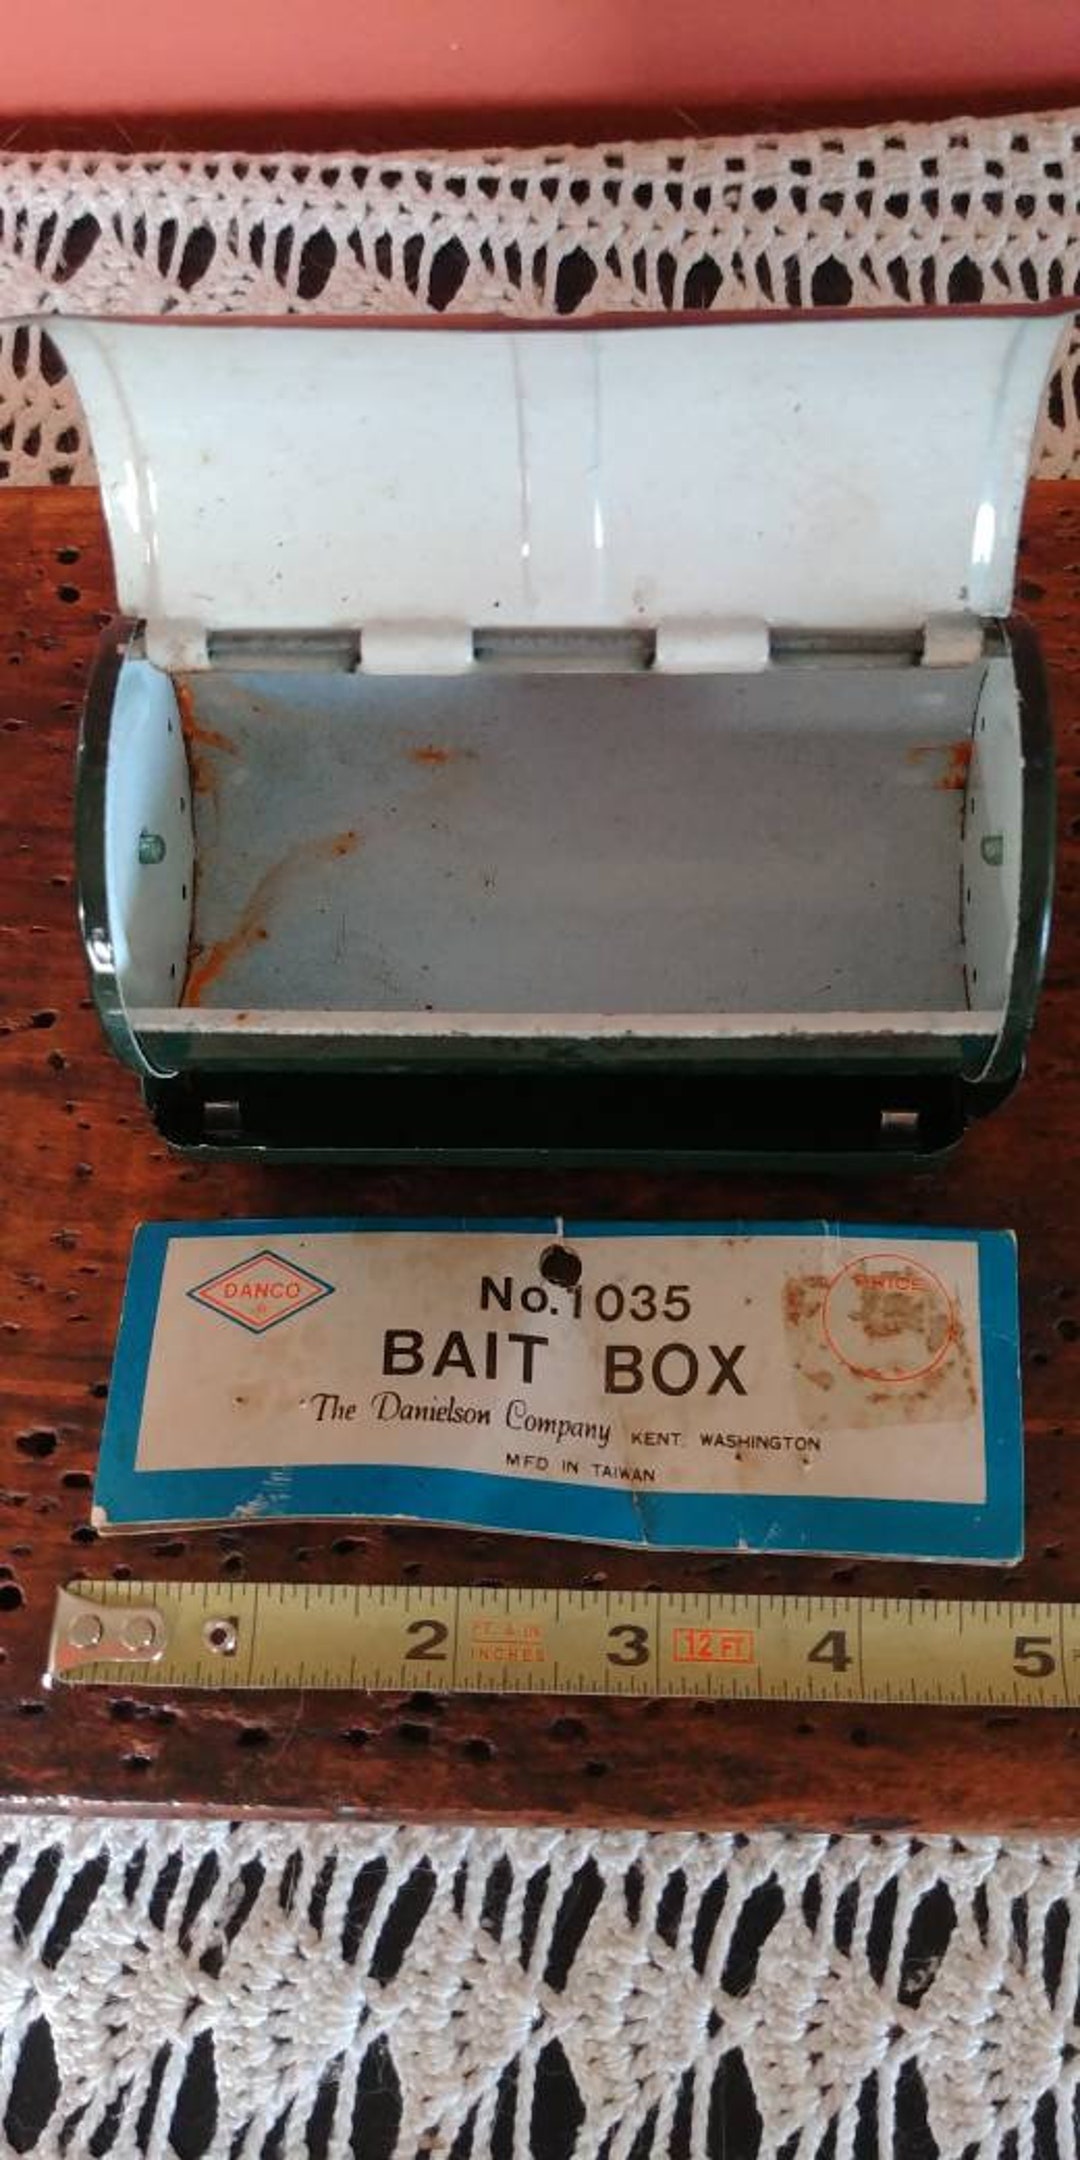 DANCO
®
No. 1035
PRICE
BAIT BOX
The Danielson Company KENT WASHINGTON
MFD IN TAIWAN
2 FT. & IN 3 12 FT 4 5
INCHES